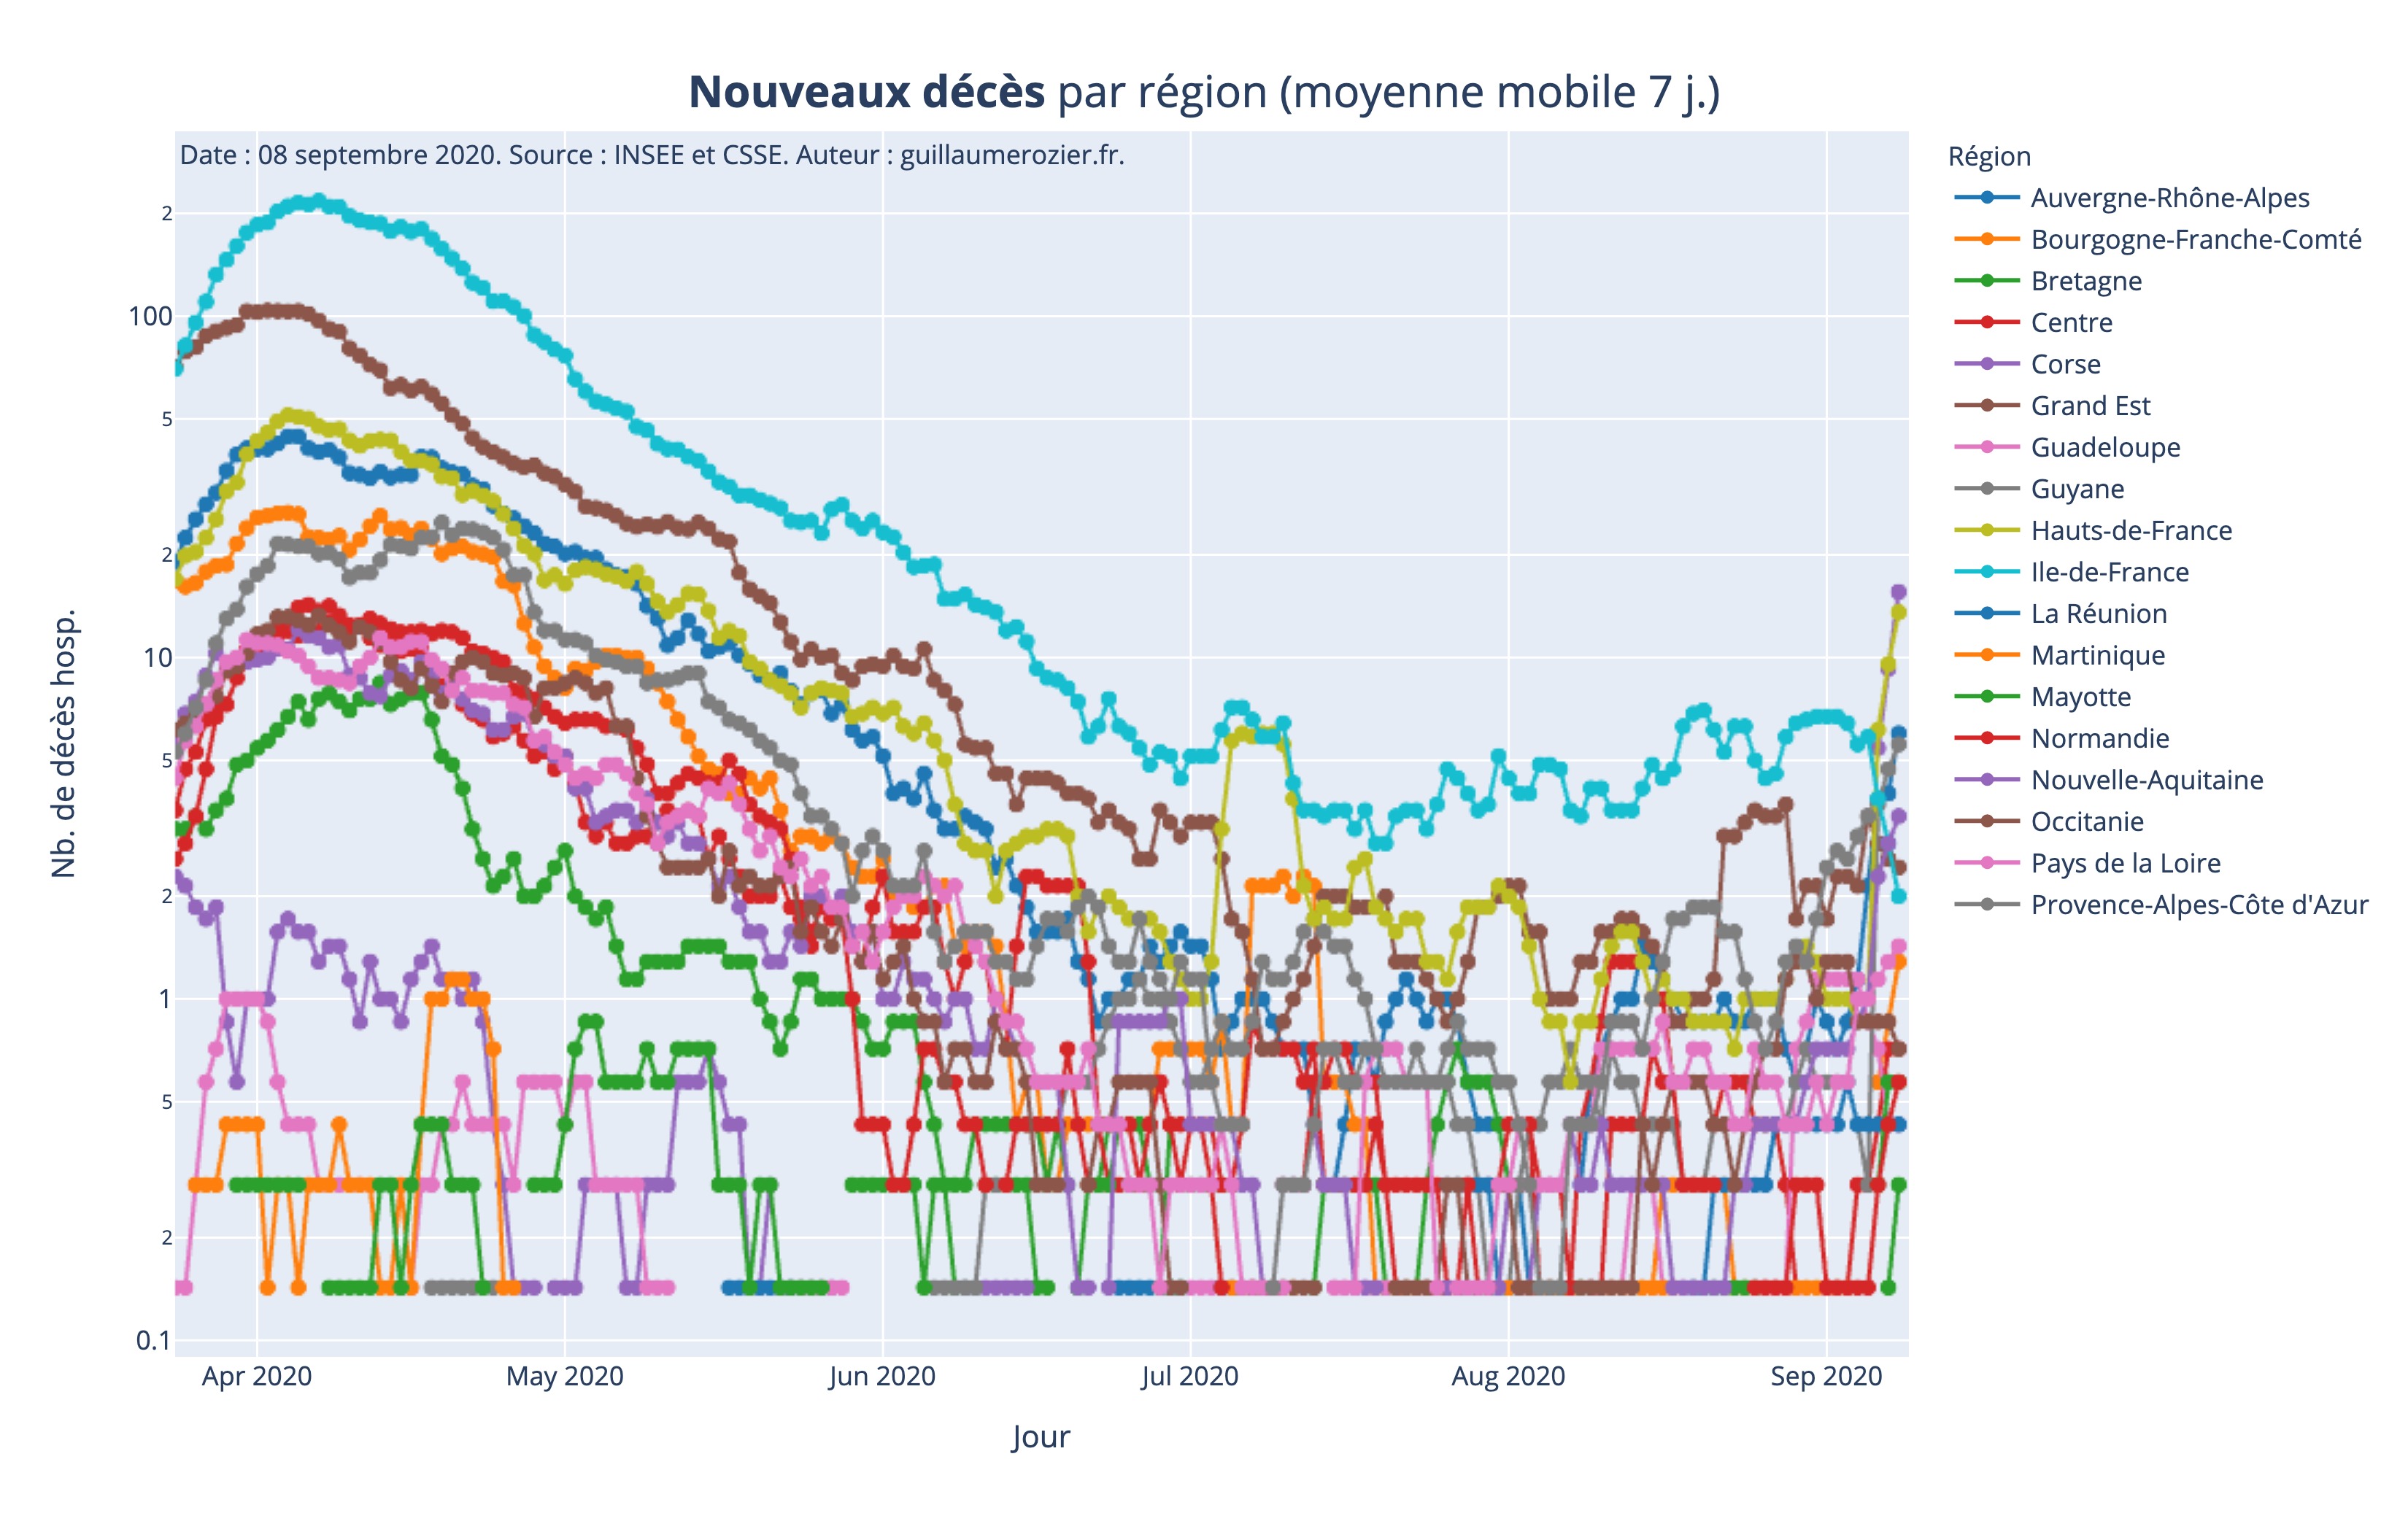 Nouveaux décès par région (moyenne mobile 7 j.)
Date : 08 septembre 2020. Source : INSEE et CSSE. Auteur : guillaumerozier.fr.
Nb. de décès hosp.
2
100
5
2
10
5
2
1
5
2
0.1
Apr 2020
May 2020
Jun 2020
Jul 2020
Aug 2020
Sep 2020
Jour
Région
Auvergne-Rhône-Alpes
Bourgogne-Franche-Comté
Bretagne
Centre
Corse
Grand Est
Guadeloupe
Guyane
Hauts-de-France
Ile-de-France
La Réunion
Martinique
Mayotte
Normandie
Nouvelle-Aquitaine
Occitanie
Pays de la Loire
Provence-Alpes-Côte d'Azur